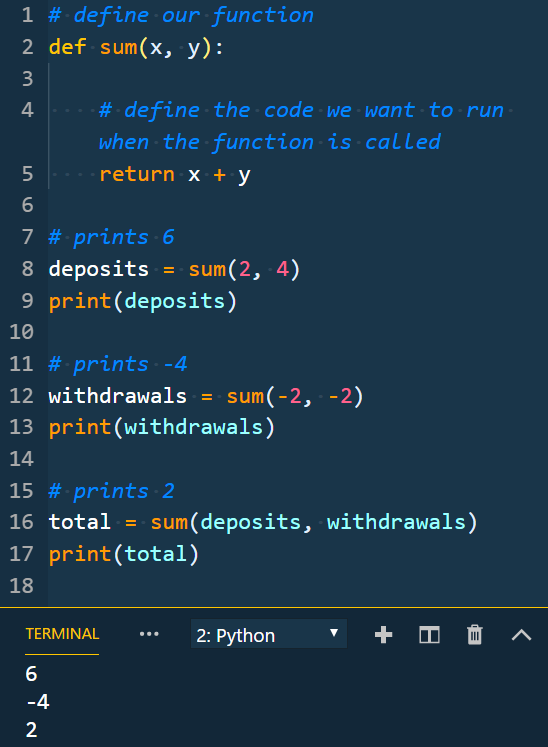 1 # define our function
2 def sum(x, y):
3
4 # define the code we want to run
when the function is called
5 return x + y
6
7 # prints 6
8 deposits = sum(2, 4)
9 print(deposits)
10
11 # prints -4
12 withdrawals = sum(-2, -2)
13 print(withdrawals)
14
15 # prints 2
16 total = sum(deposits, withdrawals)
17 print(total)
18
TERMINAL ••• 2: Python
6
-4
2